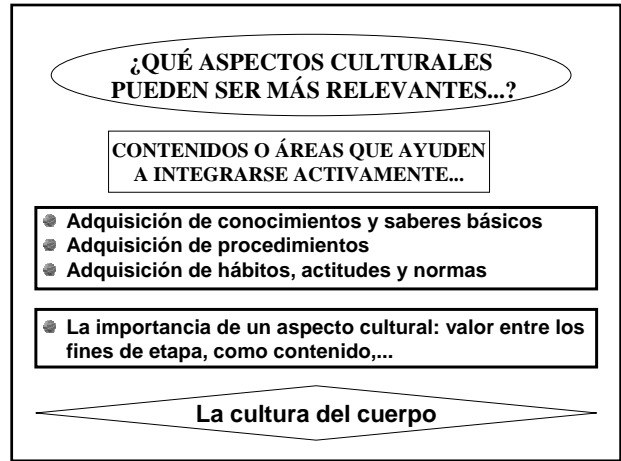 ¿QUÉ ASPECTOS CULTURALES
PUEDEN SER MÁS RELEVANTES...?
CONTENIDOS O ÁREAS QUE AYUDEN
A INTEGRARSE ACTIVAMENTE...
Adquisición de conocimientos y saberes básicos
Adquisición de procedimientos
Adquisición de hábitos, actitudes y normas
La importancia de un aspecto cultural: valor entre los
fines de etapa, como contenido,...
La cultura del cuerpo